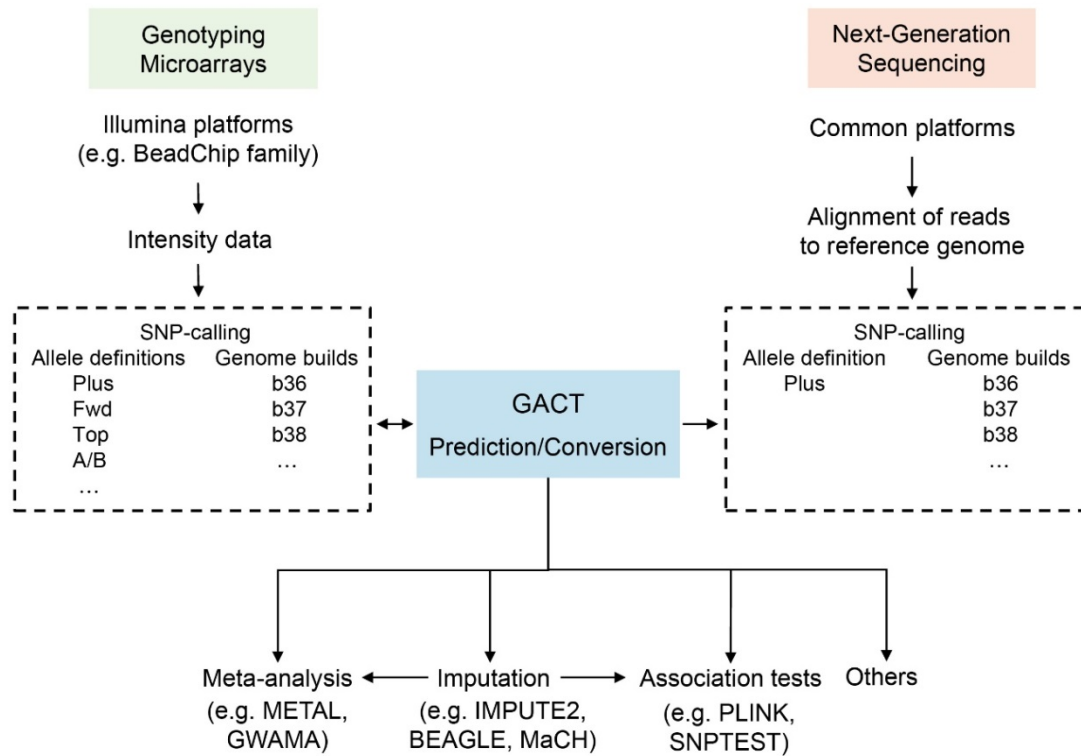 Genotyping
Microarrays
Illumina platforms
(e.g. BeadChip family)
Intensity data
SNP-calling
Allele definitions Genome builds
Plus b36
Fwd b37
Top b38
A/B …
…
Next-Generation
Sequencing
Common platforms
Alignment of reads
to reference genome
SNP-calling
Allele definition Genome builds
Plus b36
b37
b38
…
GACT
Prediction/Conversion
Meta-analysis
(e.g. METAL,
GWAMA)
Imputation
(e.g. IMPUTE2,
BEAGLE, MaCH)
Association tests
(e.g. PLINK,
SNPTEST)
Others